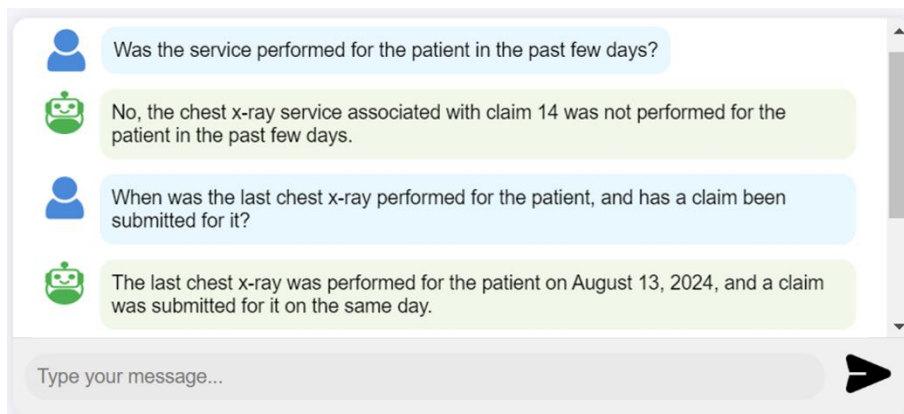 Was the service performed for the patient in the past few days?
No, the chest x-ray service associated with claim 14 was not performed for the
patient in the past few days.
When was the last chest x-ray performed for the patient, and has a claim been
submitted for it?
The last chest x-ray was performed for the patient on August 13, 2024, and a claim
was submitted for it on the same day.
Type your message...